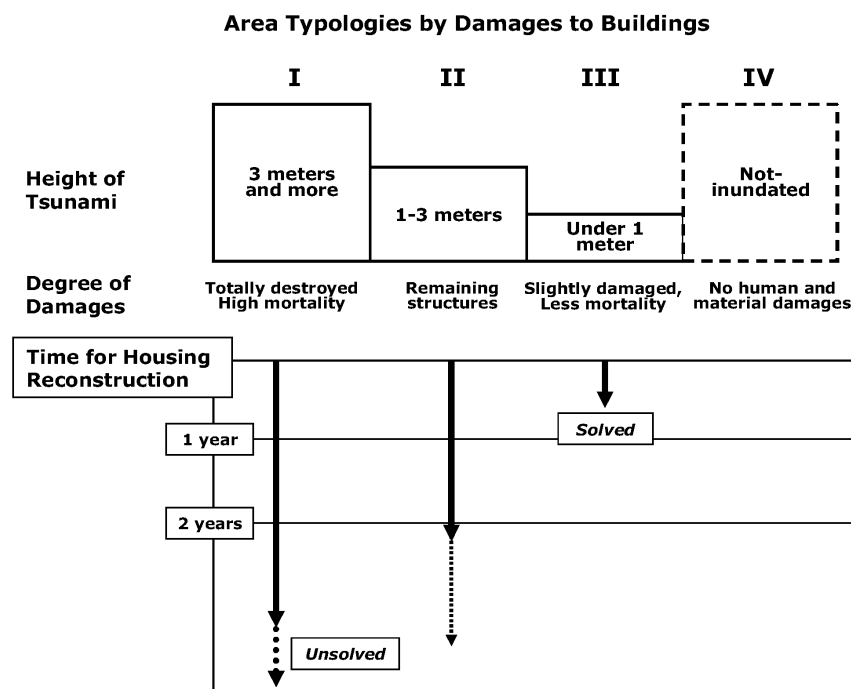 Area Typologies by Damages to Buildings
I
II
III
IV
Height of
Tsunami
3 meters
and more
1-3 meters
Under 1
meter
Not-
inundated
Degree of
Damages
Totally destroyed
High mortality
Remaining
structures
Slightly damaged,
Less mortality
No human and
material damages
Time for Housing
Reconstruction
Solved
1 year
2 years
Unsolved